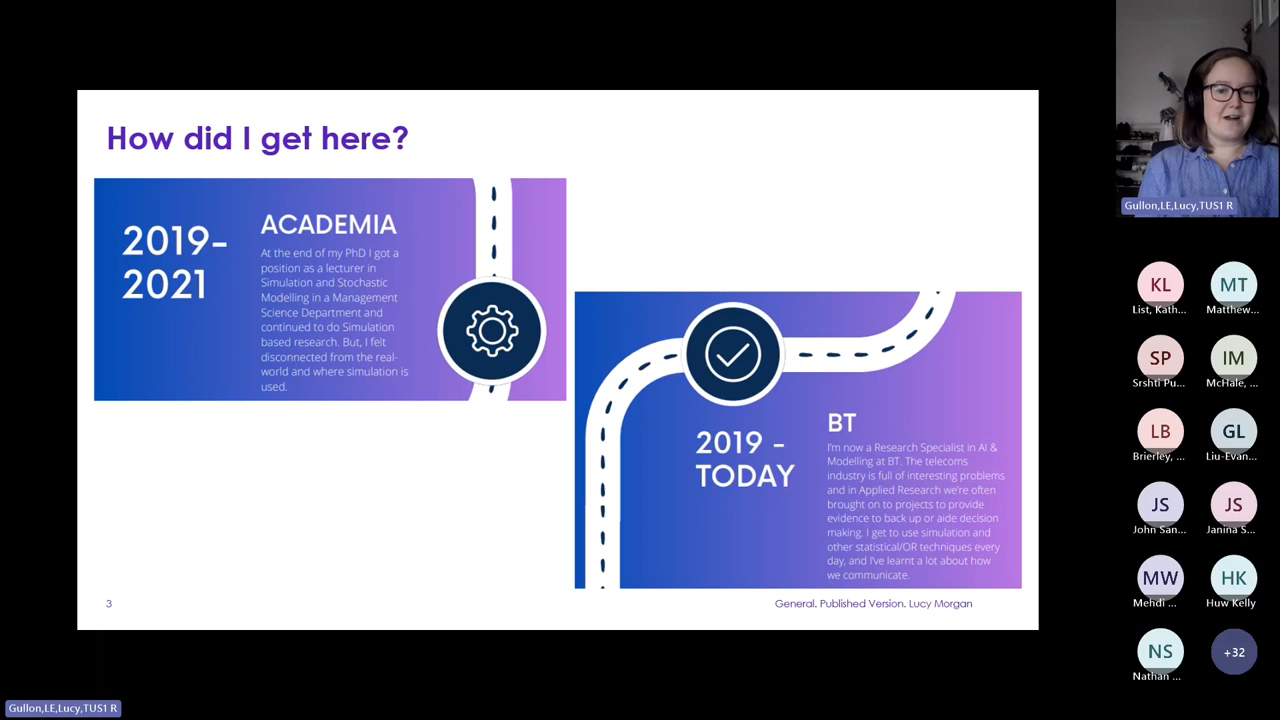 How did I get here?
2019-
2021
ACADEMIA
At the end of my PhD I got a
position as a lecturer in
Simulation and Stochastic
Modelling in a Management
Science Department and
continued to do Simulation
based research. But, I felt
disconnected from the real-
world and where simulation is
used.
2019 -
TODAY
BT
I'm now a Research Specialist in AI &
Modelling at BT. The telecoms
industry is full of interesting problems
and in Applied Research we're often
brought on to projects to provide
evidence to back up or aide decision
making. I get to use simulation and
other statistical/OR techniques every
day, and I've learnt a lot about how
we communicate.
3
General. Published Version. Lucy Morgan
Gullon,LE,Lucy,TUS1 R
KL
MT
List, Kath...
Matthew...
SP
IM
Srshti Pu...
McHale, ...
LB
GL
Brierley, ...
Liu-Evan...
JS
JS
John San...
Janina S...
MW
HK
Mehdi ...
Huw Kelly
NS
+32
Nathan ...
Gullon,LE,Lucy,TUS1 R